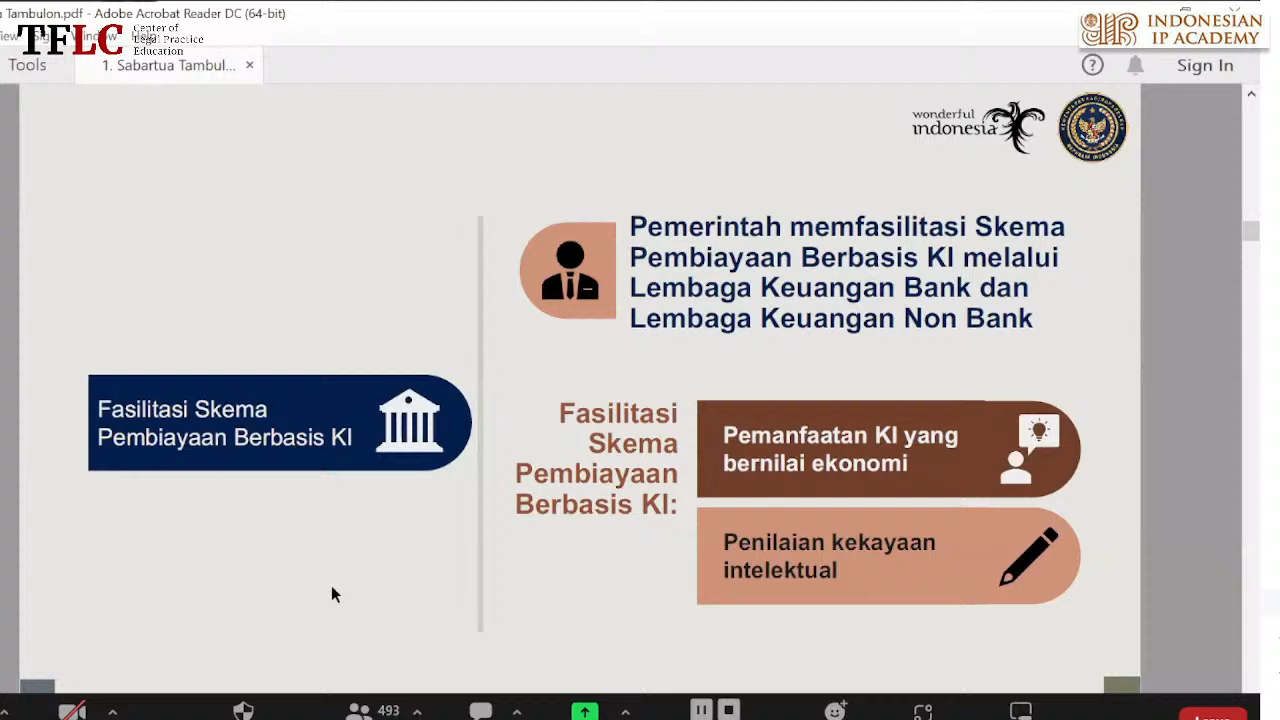 a Tambulon.pdf - Adobe Acrobat Reader DC (64-bit)
TFLC
Center of
Legal Practice
Education
INDONESIAN
IP ACADEMY
Tools
1. Sabartua Tambul...
×
?
Sign In
wonderful
indonesia
Pemerintah memfasilitasi Skema
Pembiayaan Berbasis KI melalui
Lembaga Keuangan Bank dan
Lembaga Keuangan Non Bank
Fasilitasi Skema
Pembiayaan Berbasis KI
Fasilitasi
Skema
Pembiayaan
Berbasis KI:
Pemanfaatan KI yang
bernilai ekonomi
Penilaian kekayaan
intelektual
493
Leave